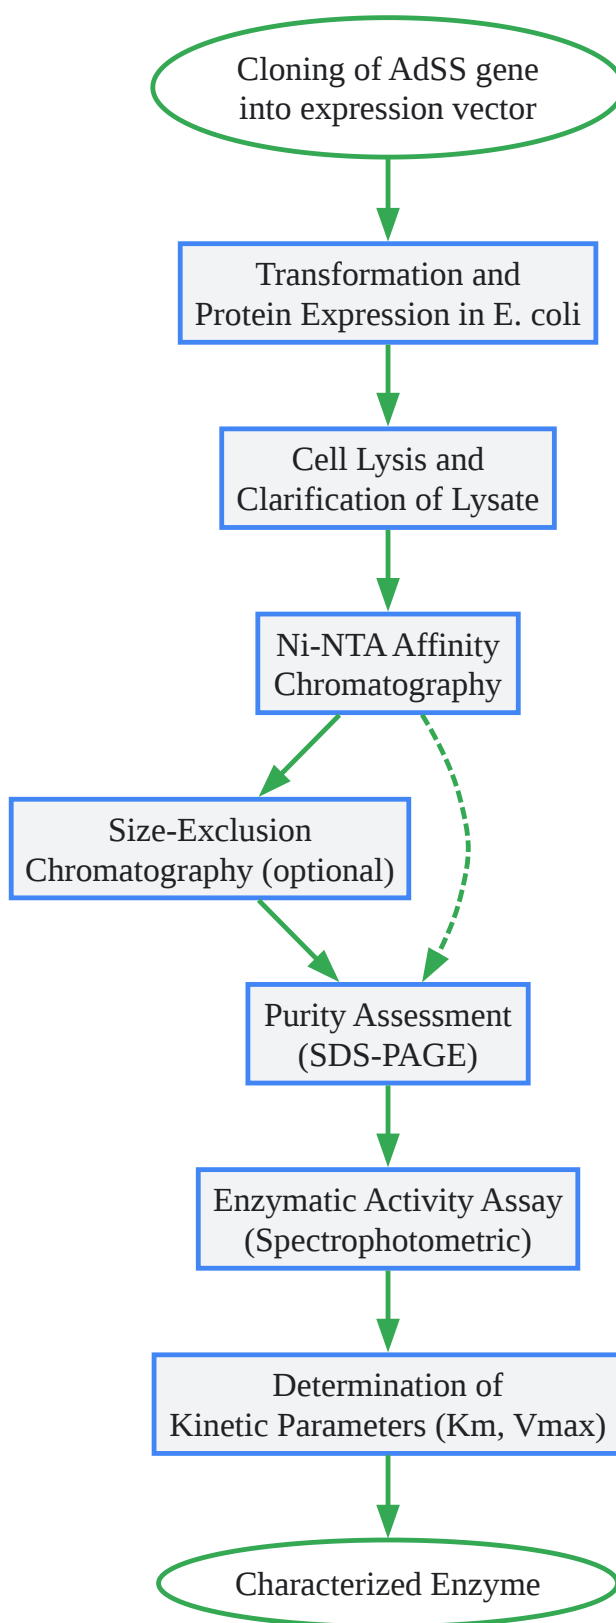 Cloning of AdSS gene
into expression vector
Transformation and
Protein Expression in E. coli
Cell Lysis and
Clarification of Lysate
Ni-NTA Affinity
Chromatography
Size-Exclusion
Chromatography (optional)
Purity Assessment
(SDS-PAGE)
Enzymatic Activity Assay
(Spectrophotometric)
Determination of
Kinetic Parameters (Km, Vmax)
Characterized Enzyme